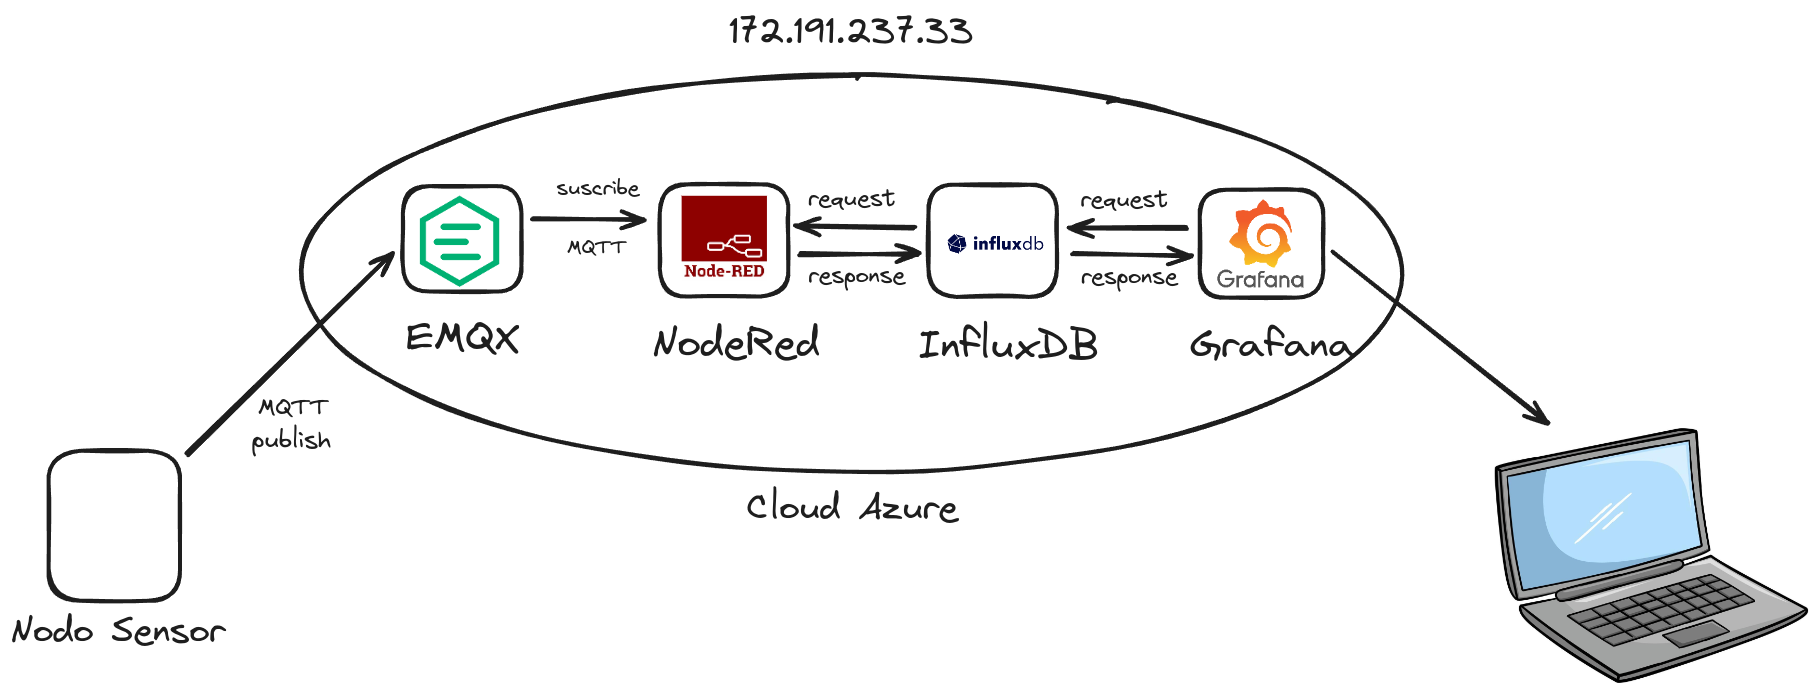 172.191.237.33
suscribe
MQTT
request
response
request
response
Node-RED
influxdb
Grafana
EMQX
NodeRed
InfluxDB
Grafana
MQTT
publish
Cloud Azure
Nodo Sensor